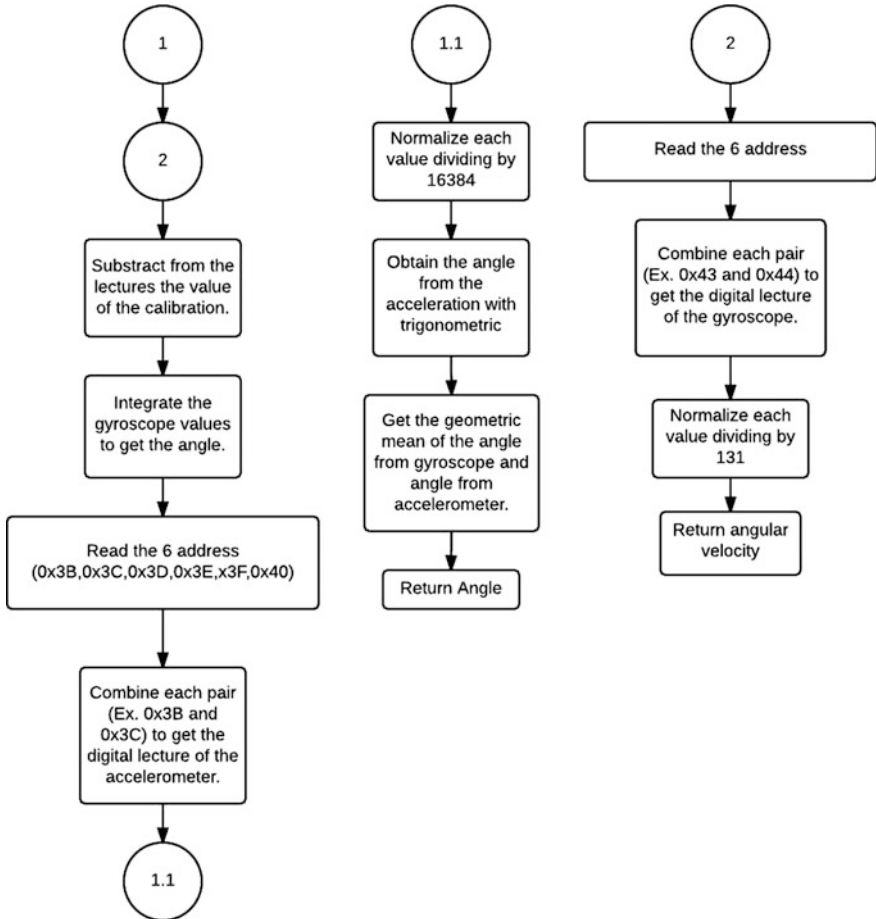 1
2
Substract from the
lectures the value
of the calibration.
Integrate the
gyroscope values
to get the angle.
Read the 6 address
(0x3B,0x3C,0x3D,0x3E,x3F,0x40)
Combine each pair
(Ex. 0x3B and
0x3C) to get the
digital lecture of the
accelerometer.
1.1
1.1
Normalize each
value dividing by
16384
Obtain the angle
from the
acceleration with
trigonometric
Get the geometric
mean of the angle
from gyroscope and
angle from
accelerometer.
Return Angle
2
Read the 6 address
Combine each pair
(Ex. 0x43 and 0x44) to
get the digital lecture
of the gyroscope.
Normalize each
value dividing by
131
Return angular
velocity